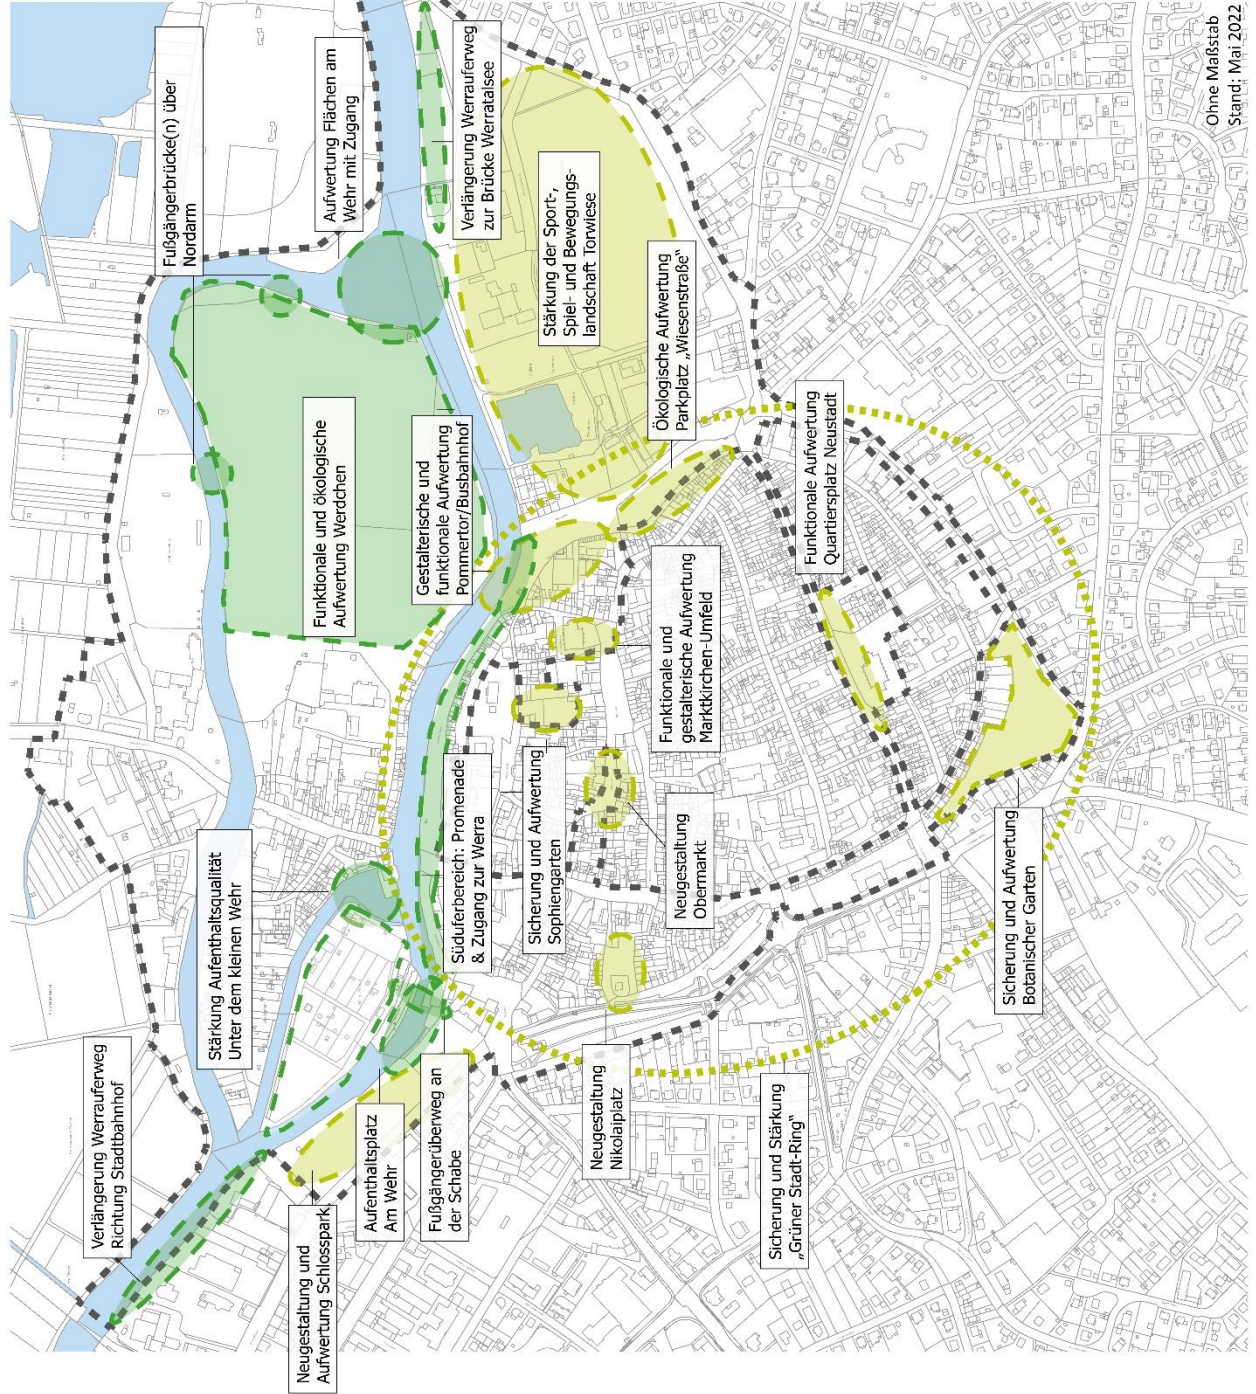 Verlängerung Werrauferweg
Richtung Stadtbahnhof
Neugestaltung und
Aufwertung Schlosspark
Stärkung Aufenthaltsqualität
Unter dem kleinen Wehr
Aufenthaltsplatz
Am Wehr
Fußgängerüberweg an
der Schabe
Süduferbereich: Promenade
& Zugang zur Werra
Sicherung und Aufwertung
Sophiengarten
Neugestaltung
Nikolaiplatz
Neugestaltung
Obermarkt
Sicherung und Stärkung
„Grüner Stadt-Ring"
Sicherung und Aufwertung
Botanischer Garten
Fußgängerbrücke(n) über
Nordarm
Funktionale und ökologische
Aufwertung Werdchen
Gestalterische und
funktionale Aufwertung
Pommertor/Busbahnhof
Funktionale und
gestalterische Aufwertung
Marktkirchen-Umfeld
Funktionale Aufwertung
Quartiersplatz Neustadt
Aufwertung Flächen am
Wehr mit Zugang
Verlängerung Werrauferweg
zur Brücke Werratalsee
Stärkung der Sport-,
Spiel- und Bewegungs-
landschaft Torwiese
Ökologische Aufwertung
Parkplatz „Wiesenstraße"
Ohne Maßstab
Stand: Mai 2022